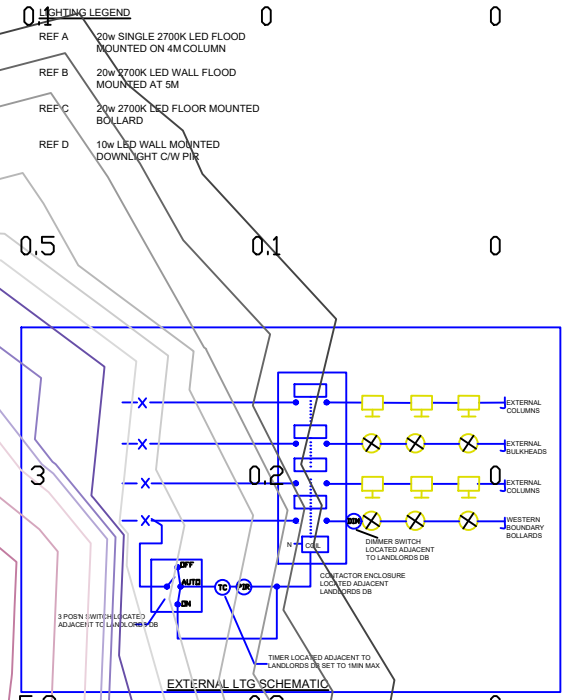 0.1
LIGHTING LEGEND
0
0
REF A 20w SINGLE 2700K LED FLOOD
MOUNTED ON 4M COLUMN
REF B 20w 2700K LED WALL FLOOD
MOUNTED AT 5M
REF C 20w 2700K LED FLOOR MOUNTED
BOLLARD
REF D 10w LED WALL MOUNTED
DOWNLIGHT C/W PIR
0.5
0.1
0
EXTERNAL
COLUMNS
EXTERNAL
BULKHEADS
3
0.2
0
EXTERNAL
COLUMNS
DIM
WESTERN
BOUNDARY
BOLLARDS
N
COIL
DIMMER SWITCH
LOCATED ADJACENT
TO LANDLORDS DB
OFF
AUTO
ON
TC
PIR
CONTACTOR ENCLOSURE
LOCATED ADJACENT
LANDLORDS DB
3 POS'N SWITCH LOCATED
ADJACENT TO LANDLORDS DB
TIMER LOCATED ADJACENT TO
LANDLORDS DB SET TO 1MIN MAX
EXTERNAL LTG SCHEMATIC